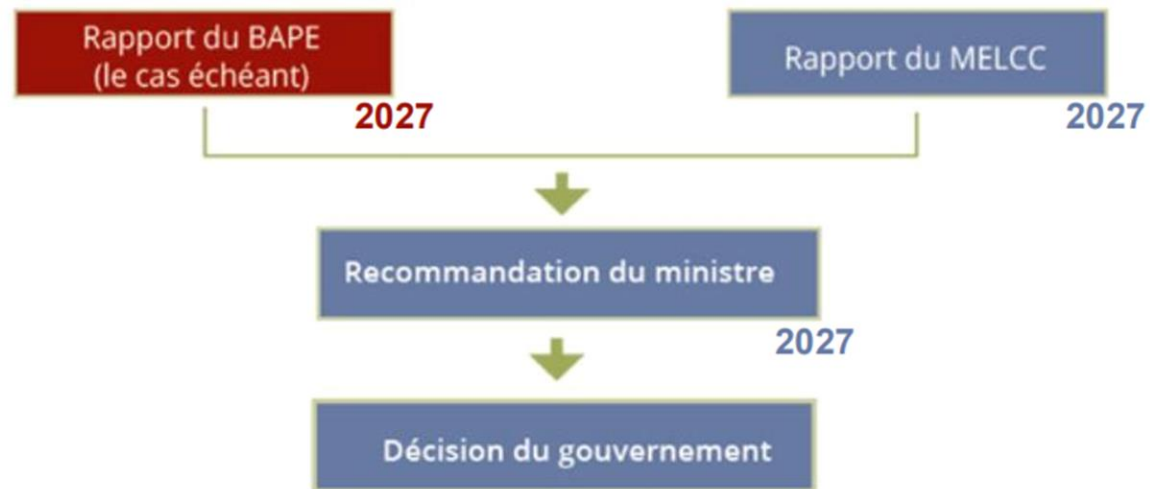 Rapport du BAPE
(le cas échéant)
2027
Rapport du MELCC
2027
Recommandation du ministre
2027
Décision du gouvernement